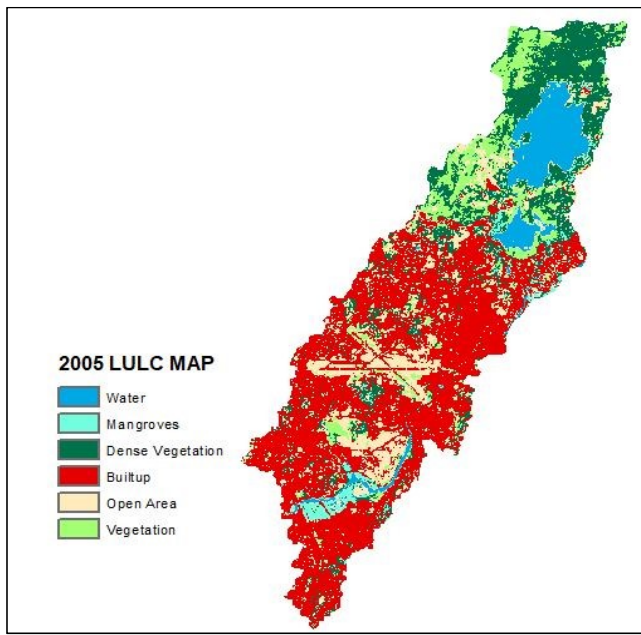 2005 LULC MAP
Water
Mangroves
Dense Vegetation
Builtup
Open Area
Vegetation